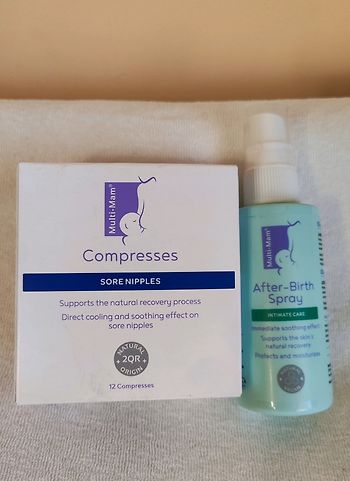 Multi-Mam®
Compresses
SORE NIPPLES
Supports the natural recovery process
Direct cooling and soothing effect on
sore nipples
NATURAL
2QR
ORIGIN
12 Compresses
Multi-Mam®
After-Birth
Spray
INTIMATE CARE
Immediate soothing effect
Supports the skin's
natural recovery
Protects and moisturizes